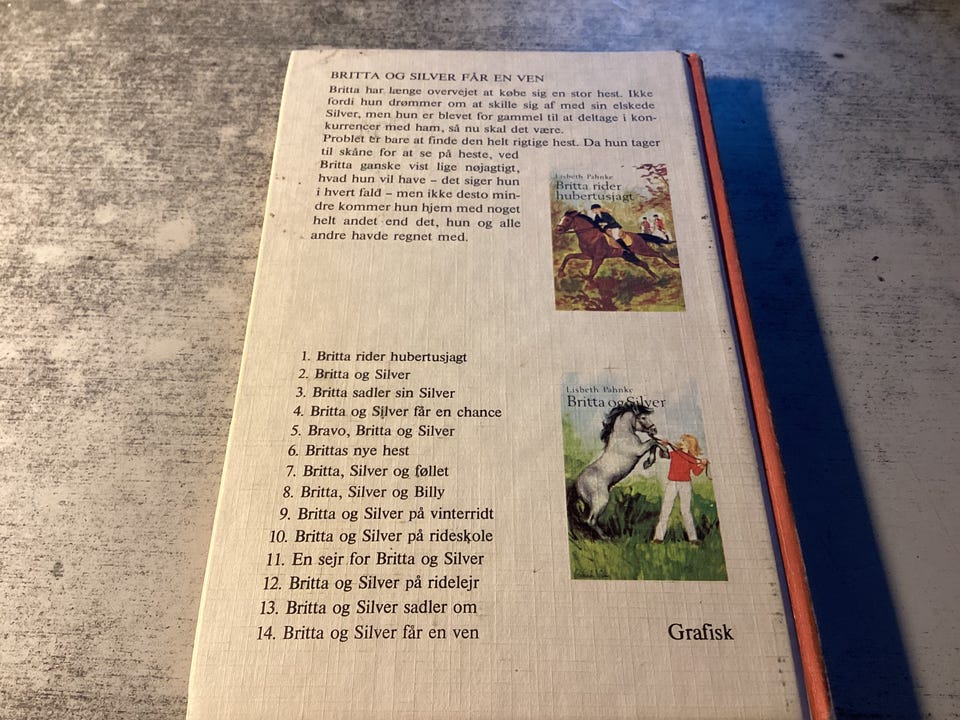 BRITTA OG SILVER FÅR EN VEN
Britta har længe overvejet at købe sig en stor hest. Ikke
fordi hun drømmer om at skille sig af med sin elskede
Silver, men hun er blevet for gammel til at deltage i kon-
kurrencer med ham, så nu skal det være.
Problet er bare at finde den helt rigtige hest. Da hun tager
til skåne for at se på heste, ved
Britta ganske vist lige nøjagtigt,
hvad hun vil have – det siger hun
i hvert fald – men ikke desto min-
dre kommer hun hjem med noget
helt andet end det, hun og alle
andre havde regnet med.
Lisbeth Pahnke
Britta rider
hubertusjagt
1. Britta rider hubertusjagt
2. Britta og Silver
3. Britta sadler sin Silver
4. Britta og Silver får en chance
5. Bravo, Britta og Silver
6. Brittas nye hest
7. Britta, Silver og føllet
8. Britta, Silver og Billy
9. Britta og Silver på vinterridt
10. Britta og Silver på rideskole
11. En sejr for Britta og Silver
12. Britta og Silver på ridelejr
13. Britta og Silver sadler om
14. Britta og Silver får en ven
Lisbeth Pahnke
Britta og Silver
Grafisk